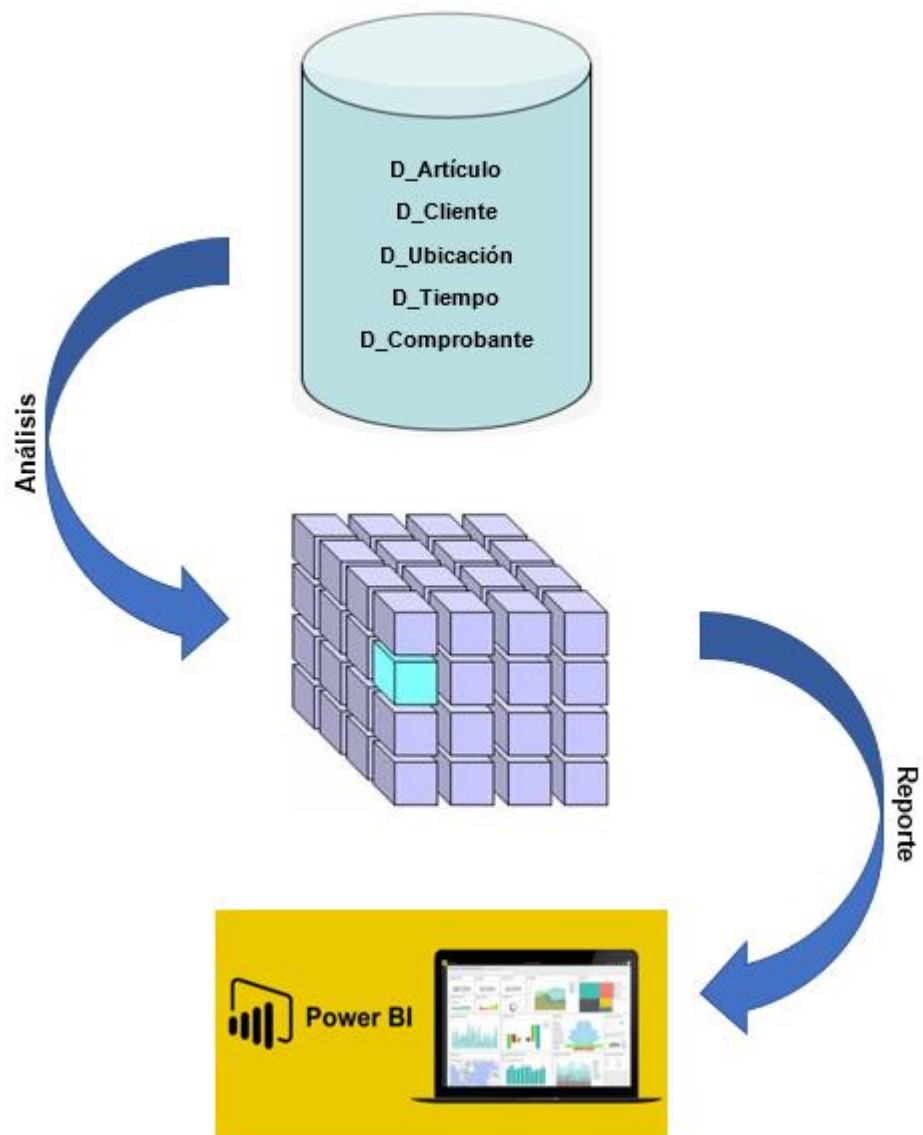 D_Artículo
D_Cliente
D_Ubicación
D_Tiempo
D_Comprobante
Análisis
Reporte
Power BI